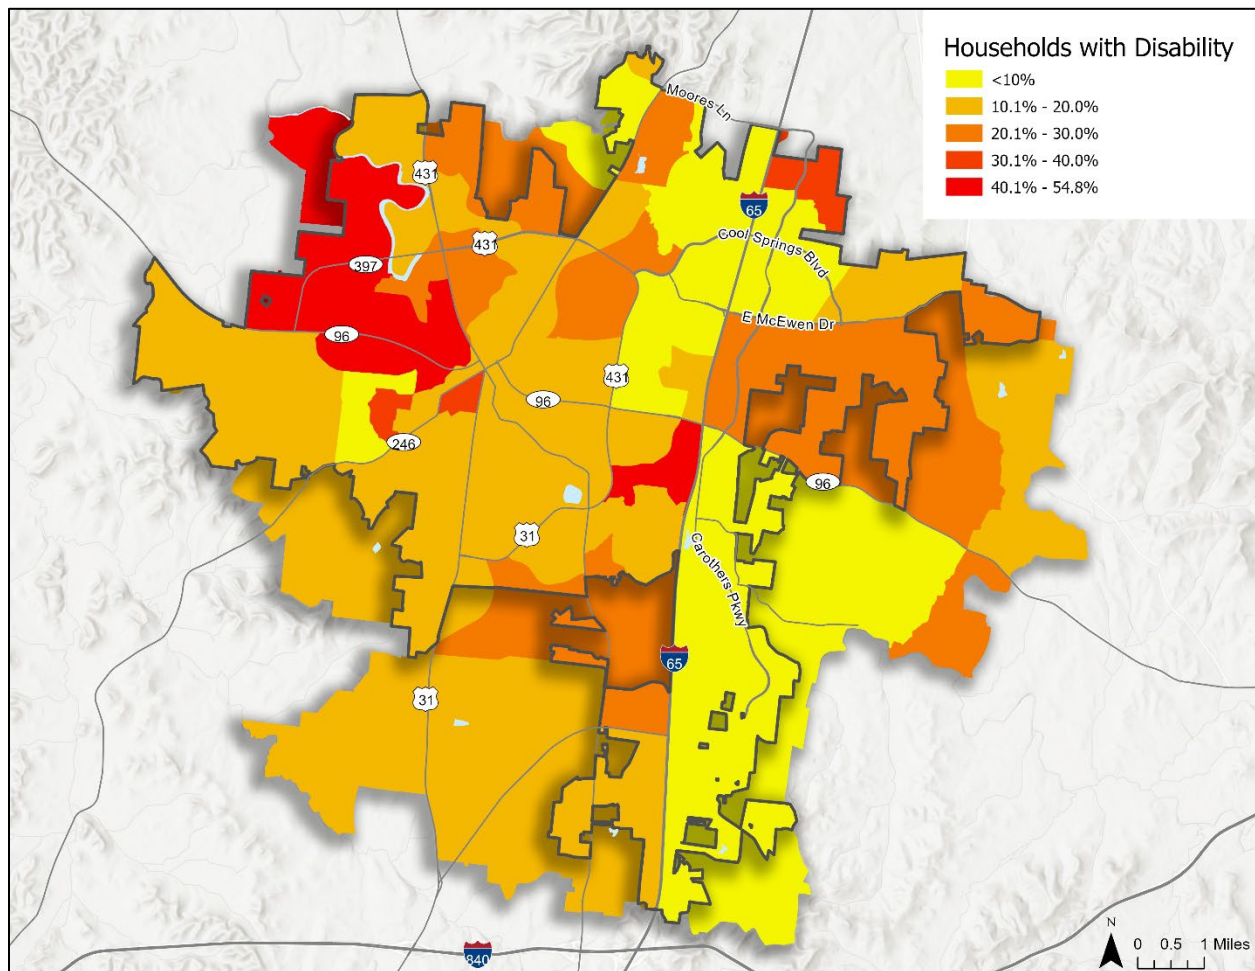 Households with Disability
<10%
10.1% - 20.0%
20.1% - 30.0%
30.1% - 40.0%
40.1% - 54.8%
Moores Ln
431
65
Cool Springs Blvd
431
397
E McEwen Dr
96
431
96
246
96
31
Carothers Pkwy
65
31
840
N
0 0.5 1 Miles